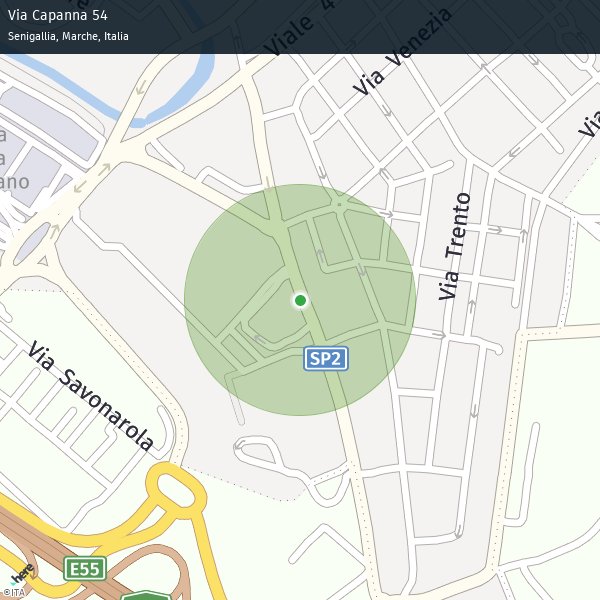 Via Capanna 54
Senigallia, Marche, Italia
Viale 4
Via Venezia
Via
a
a
ano
Via Trento
SP2
Via Savonarola
E55
here
©ITA